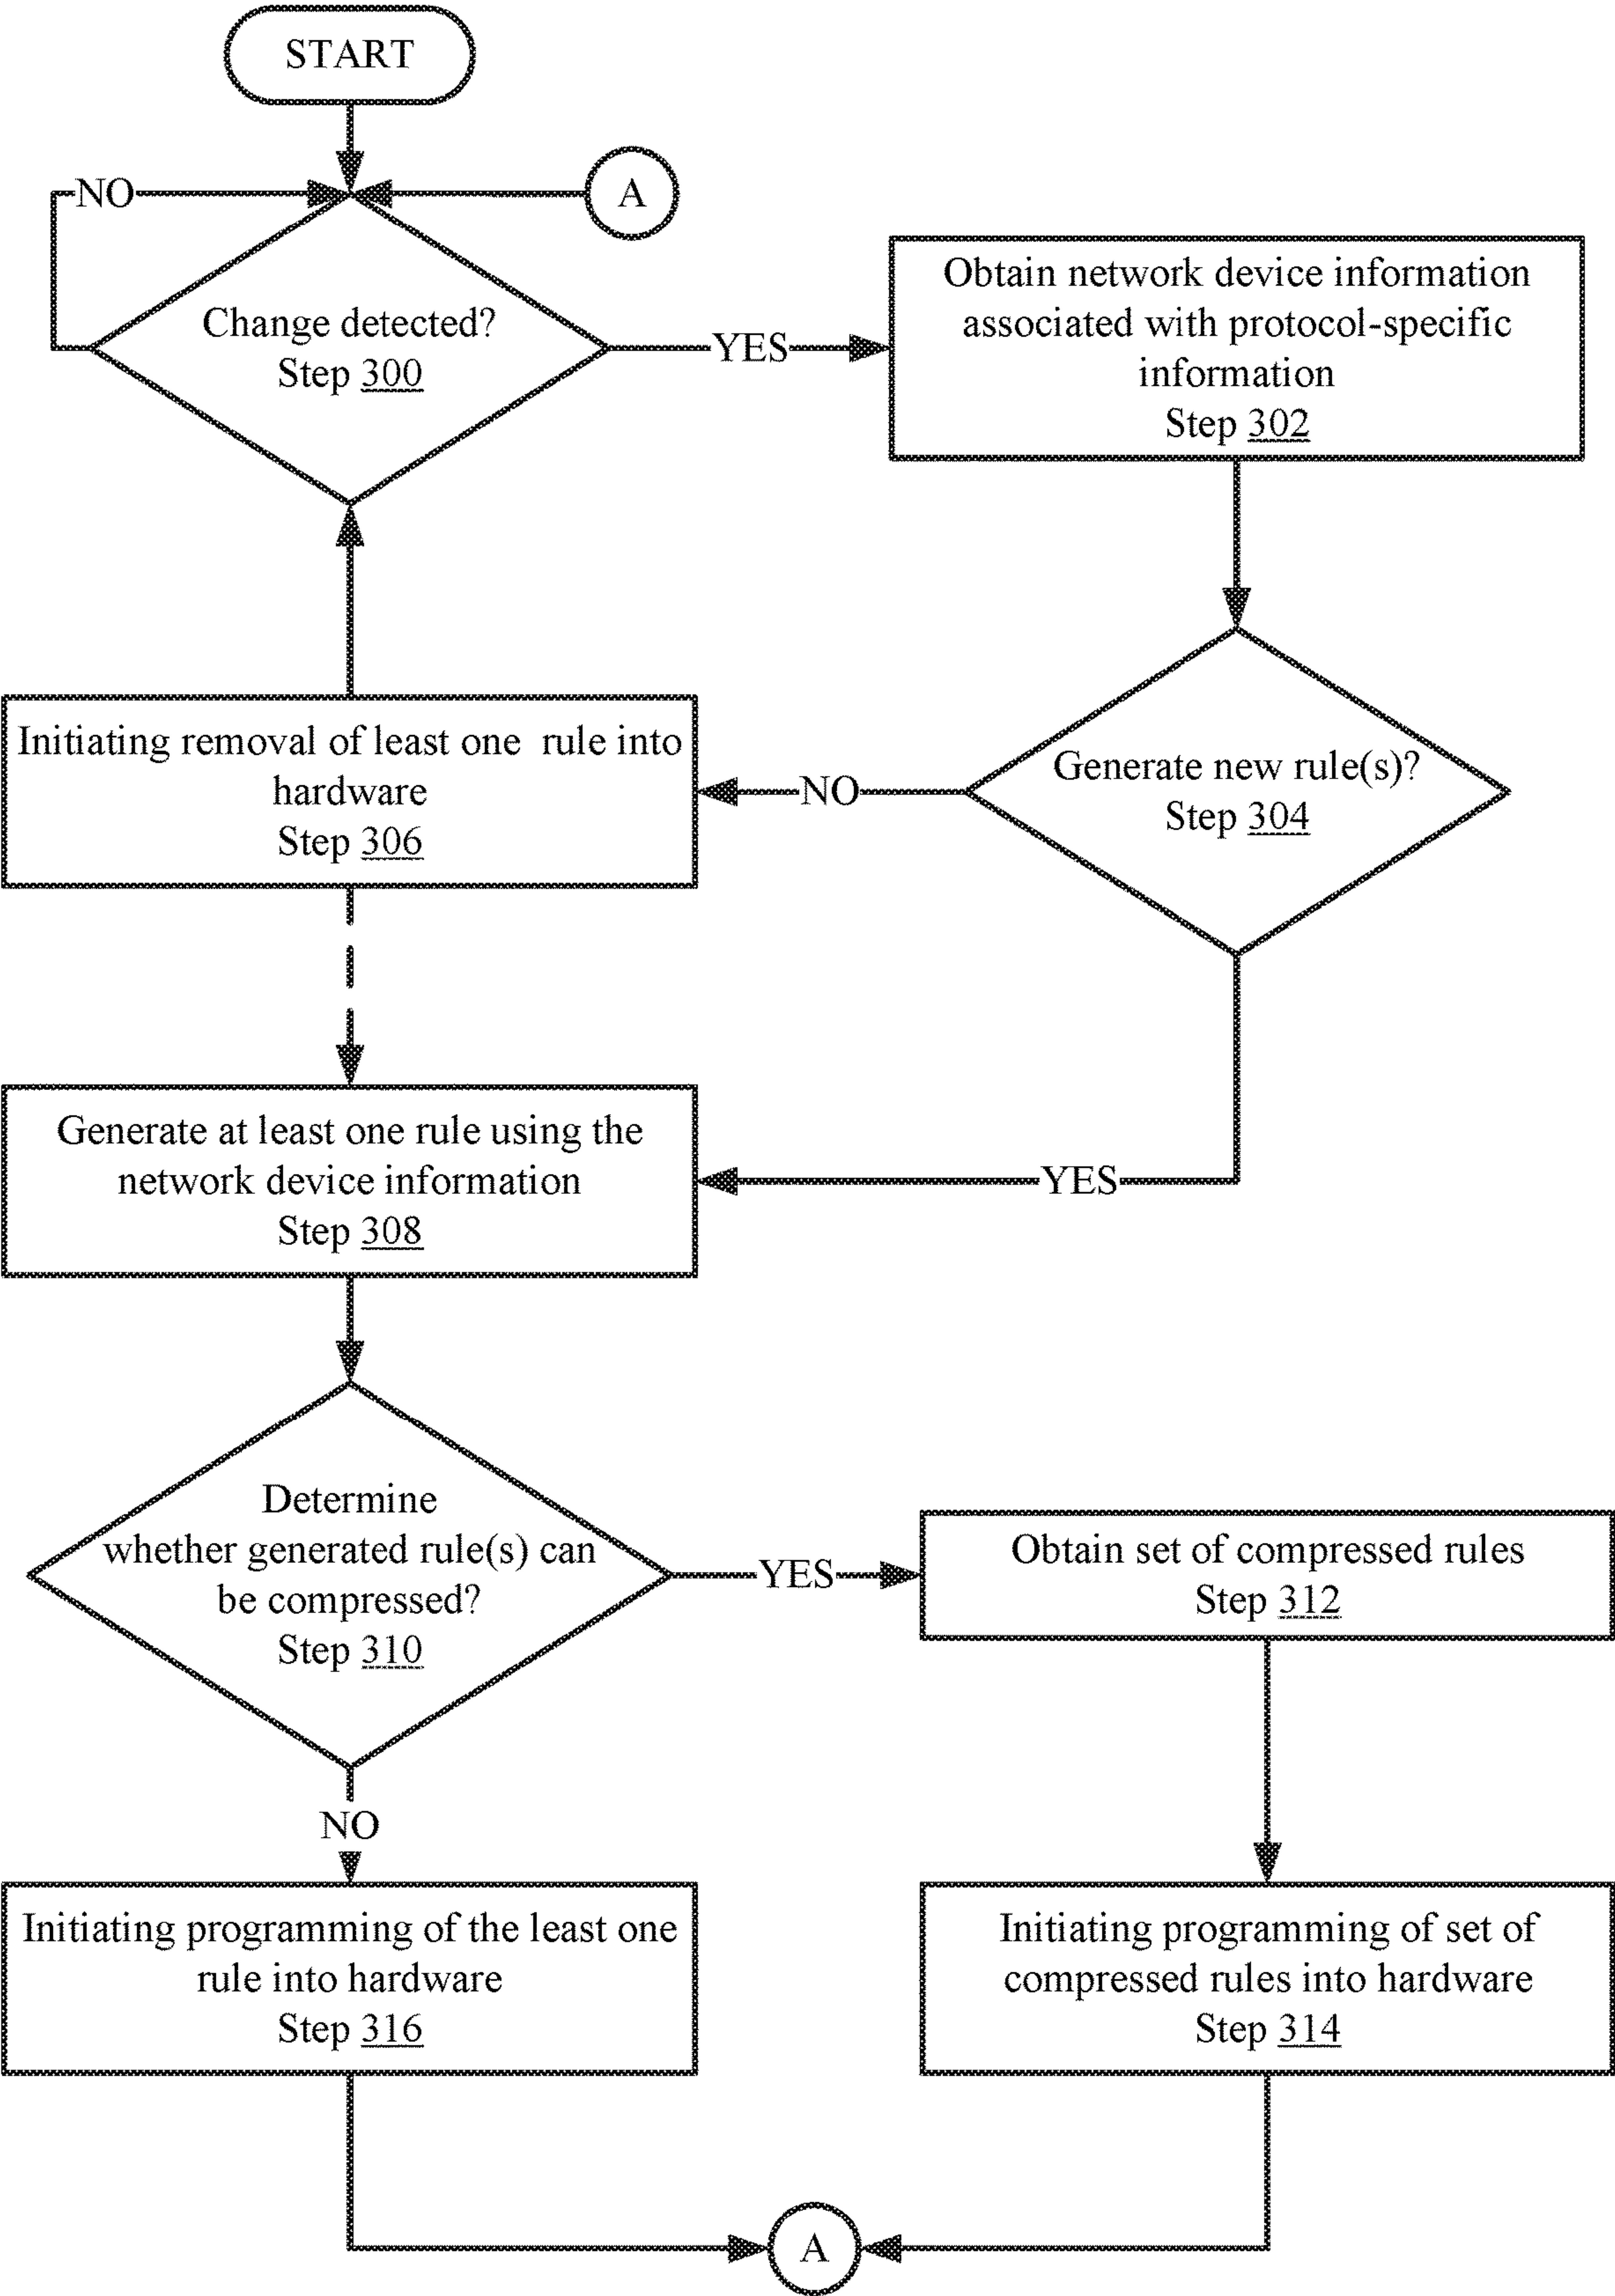 START
NO
A
Change detected?
Step 300
YES
Obtain network device information
associated with protocol-specific
information
Step 302
Initiating removal of least one rule into
hardware
Step 306
NO
Generate new rule(s)?
Step 304
Generate at least one rule using the
network device information
Step 308
YES
Determine
whether generated rule(s) can
be compressed?
Step 310
YES
Obtain set of compressed rules
Step 312
NO
Initiating programming of the least one
rule into hardware
Step 316
Initiating programming of set of
compressed rules into hardware
Step 314
A